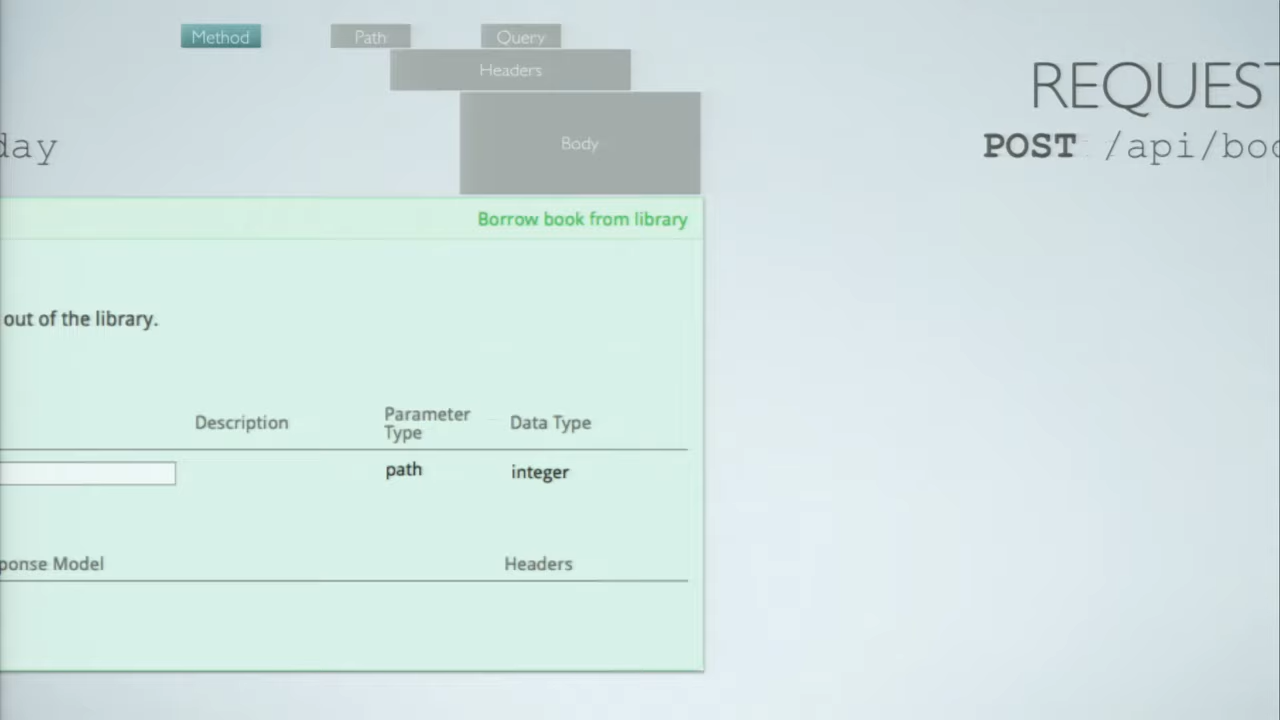 Method Path Query
Headers
REQUEST
Body
day
POST /api/boo
Borrow book from library
out of the library.
Description Parameter Type Data Type
path integer
ponse Model Headers